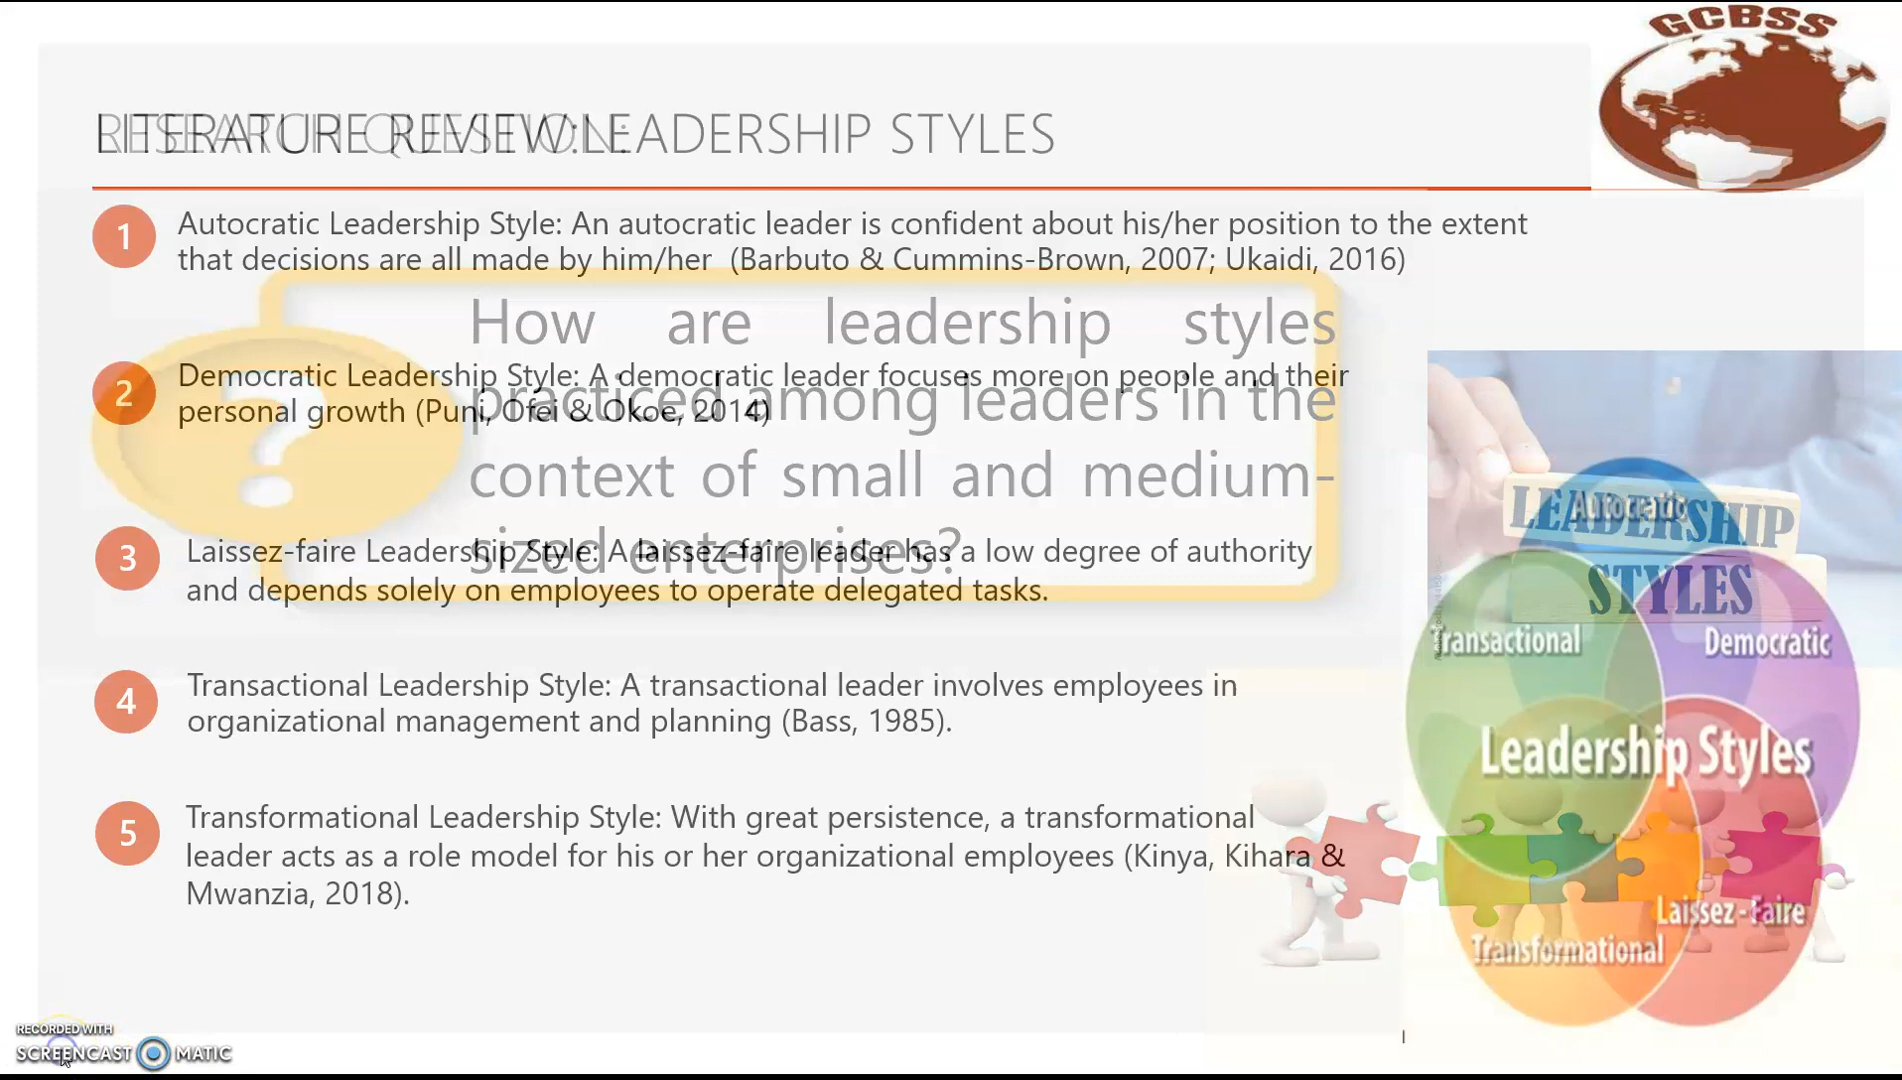 GCBSS
LITERATURE REVIEW:LEADERSHIP STYLES
RESEARCH QUESTION:
1
Autocratic Leadership Style: An autocratic leader is confident about his/her position to the extent
that decisions are all made by him/her (Barbuto & Cummins-Brown, 2007; Ukaidi, 2016)
How are leadership styles
practiced among leaders in the
context of small and medium-
sized enterprises?
2
Democratic Leadership Style: A democratic leader focuses more on people and their
personal growth (Puni, Ofei & Okoe, 2014)
?
3
Laissez-faire Leadership Style: A laissez-faire leader has a low degree of authority
and depends solely on employees to operate delegated tasks.
4
Transactional Leadership Style: A transactional leader involves employees in
organizational management and planning (Bass, 1985).
5
Transformational Leadership Style: With great persistence, a transformational
leader acts as a role model for his or her organizational employees (Kinya, Kihara &
Mwanzia, 2018).
LEADERSHIP
STYLES
Autocratic
Transactional
Democratic
Leadership Styles
Laissez-Faire
Transformational
RECORDED WITH
SCREENCAST MATIC